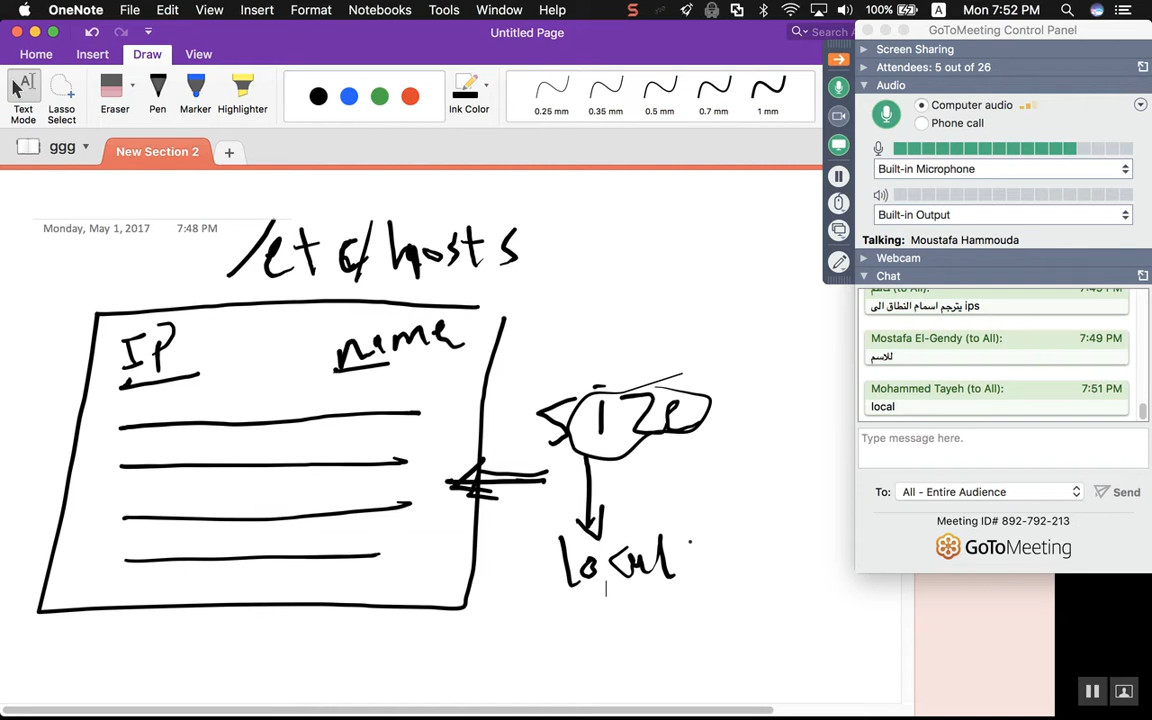 OneNote File Edit View Insert Format Notebooks Tools Window Help 100% A Mon 7:52 PM
Untitled Page
Search
Home Insert Draw View
Text Mode
Lasso Select
Eraser
Pen
Marker
Highlighter
Ink Color
0.25 mm
0.35 mm
0.5 mm
0.7 mm
1 mm
ggg
New Section 2
+
Monday, May 1, 2017 7:48 PM
/etc/hosts
IP name
SIZE
local
GoToMeeting Control Panel
Screen Sharing
Attendees: 5 out of 26
Audio
Computer audio
Phone call
Built-in Microphone
Built-in Output
Talking: Moustafa Hammouda
Webcam
Chat
يترجم اسمام النطاق الى ips
Mostafa El-Gendy (to All): 7:49 PM
للاسم
Mohammed Tayeh (to All): 7:51 PM
local
Type message here.
To: All - Entire Audience
Send
Meeting ID# 892-792-213
GoToMeeting